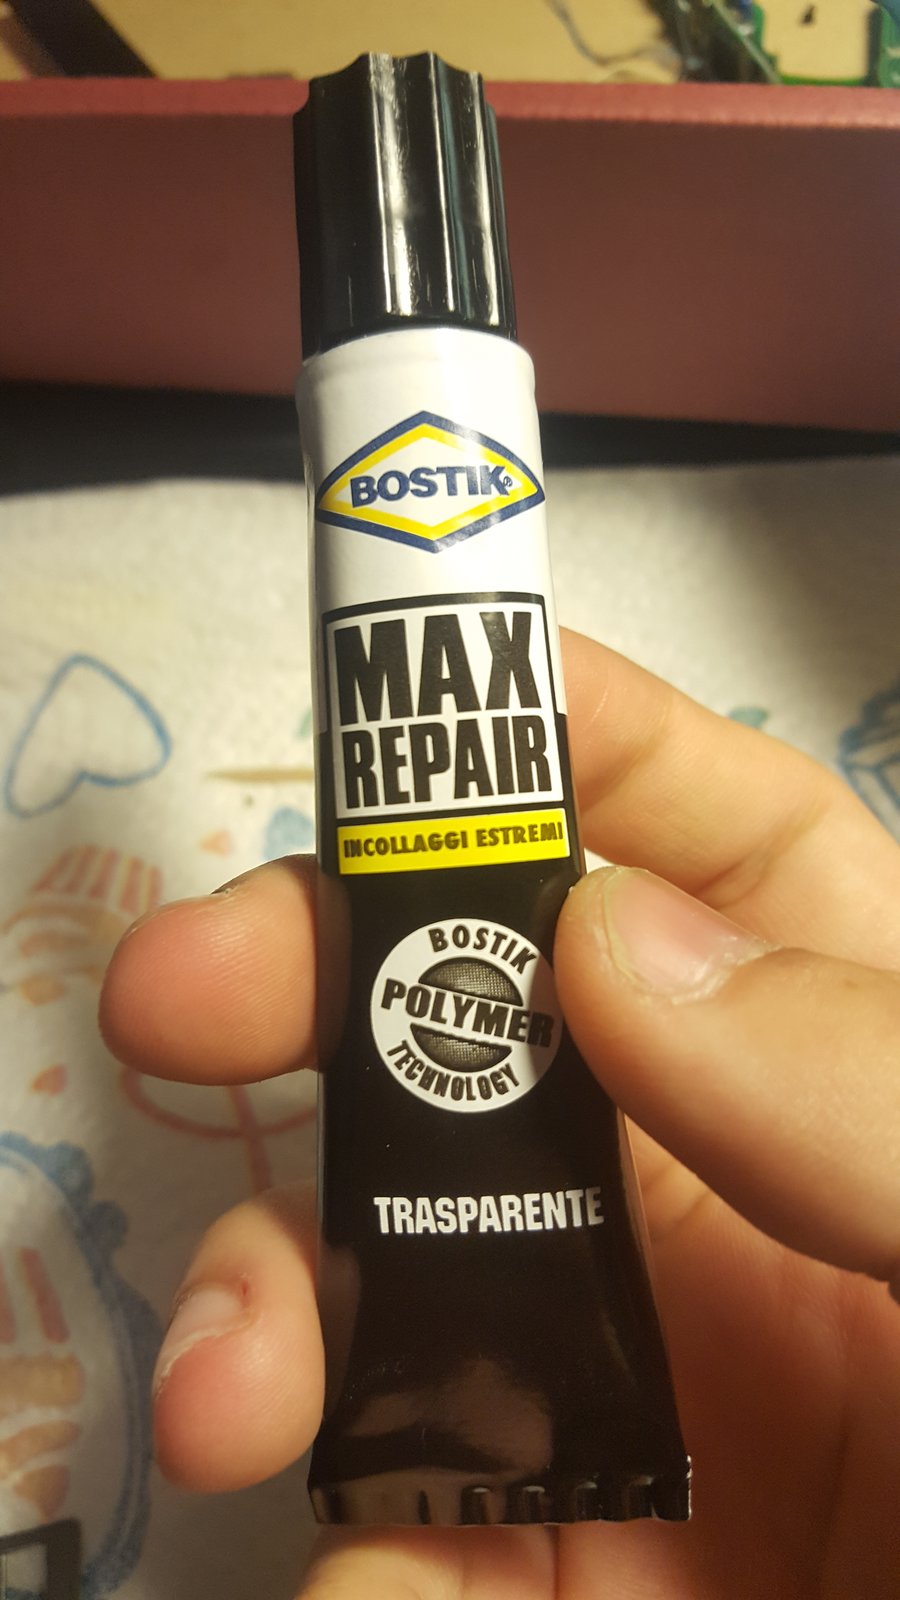 BOSTIK®
MAX
REPAIR
INCOLLAGGI ESTREMI
BOSTIK
POLYMER
TECHNOLOGY
TRASPARENTE